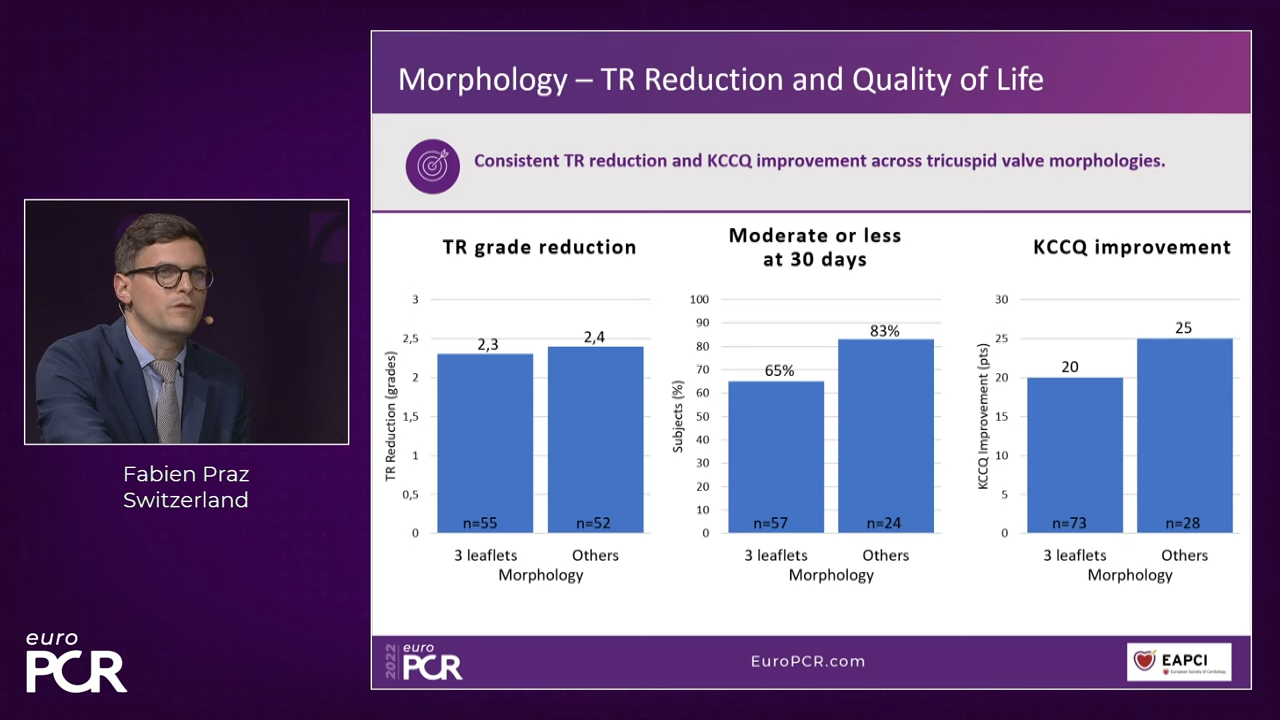 Morphology – TR Reduction and Quality of Life
Consistent TR reduction and KCCQ improvement across tricuspid valve morphologies.
TR grade reduction
3
2,5
2
1,5
1
0,5
0
TR Reduction (grades)
2,3
2,4
n=55
n=52
3 leaflets
Others
Morphology
Moderate or less
at 30 days
100
90
80
70
60
50
40
30
20
10
0
Subjects (%)
65%
83%
n=57
n=24
3 leaflets
Others
Morphology
KCCQ improvement
30
25
20
15
10
5
0
KCCQ Improvement (pts)
20
25
n=73
n=28
3 leaflets
Others
Morphology
Fabien Praz
Switzerland
euro
PCR
2022
euro
PCR
EuroPCR.com
EAPCI
European Society of Cardiology